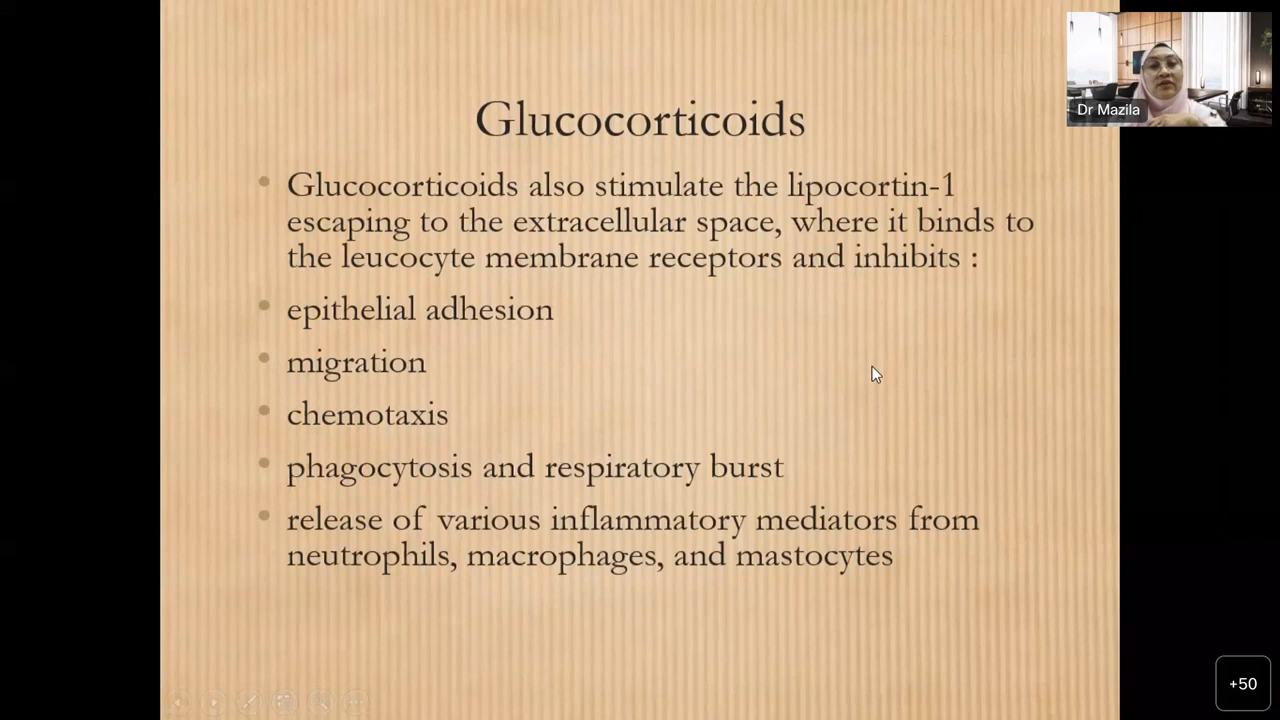 Glucocorticoids
Glucocorticoids also stimulate the lipocortin-1
escaping to the extracellular space, where it binds to
the leucocyte membrane receptors and inhibits :
epithelial adhesion
migration
chemotaxis
phagocytosis and respiratory burst
release of various inflammatory mediators from
neutrophils, macrophages, and mastocytes
Dr Mazila
+50